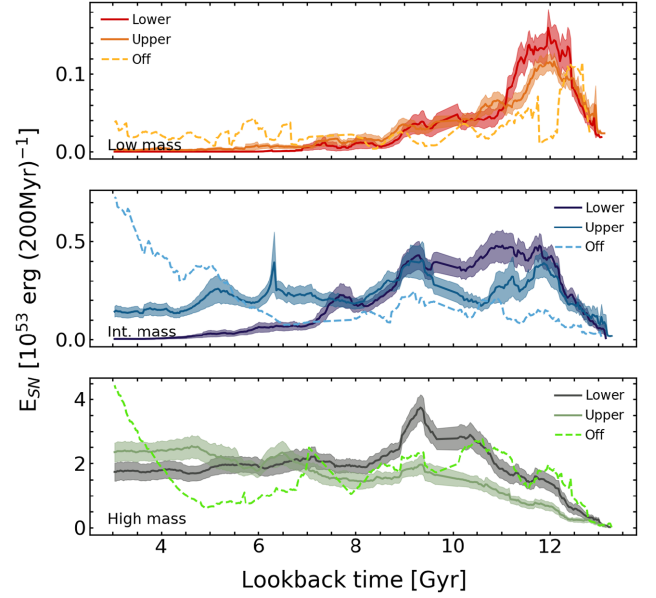 Lower
Upper
Off
0.1
0.0
Low mass
E_SN [10^53 erg (200Myr)^−1]
Lower
Upper
Off
0.5
0.0
Int. mass
Lower
Upper
Off
4
2
0
High mass
4 6 8 10 12
Lookback time [Gyr]